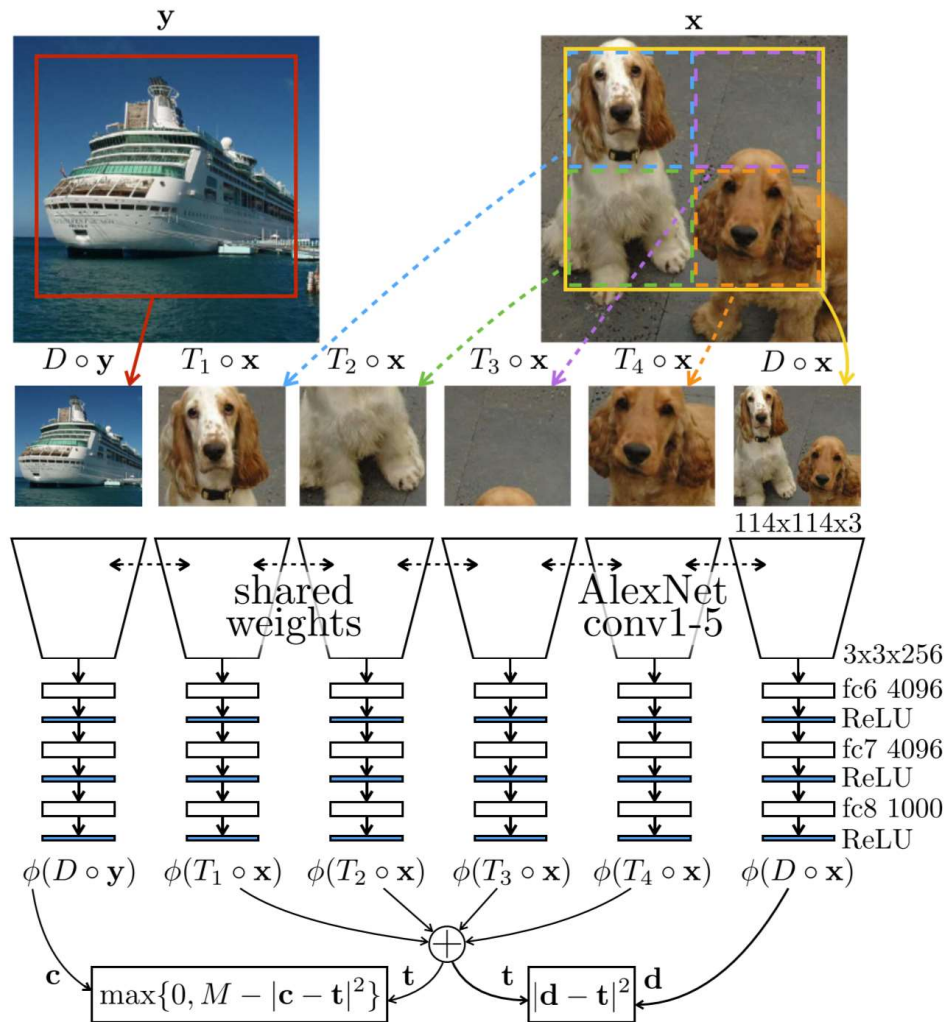 y x
D ∘ y T₁ ∘ x T₂ ∘ x T₃ ∘ x T₄ ∘ x D ∘ x
114x114x3
shared weights
AlexNet conv1-5
3x3x256
fc6 4096
ReLU
fc7 4096
ReLU
fc8 1000
ReLU
ϕ(D ∘ y) ϕ(T₁ ∘ x) ϕ(T₂ ∘ x) ϕ(T₃ ∘ x) ϕ(T₄ ∘ x) ϕ(D ∘ x)
+
c t t d
max{0, M − |c − t|²} |d − t|²